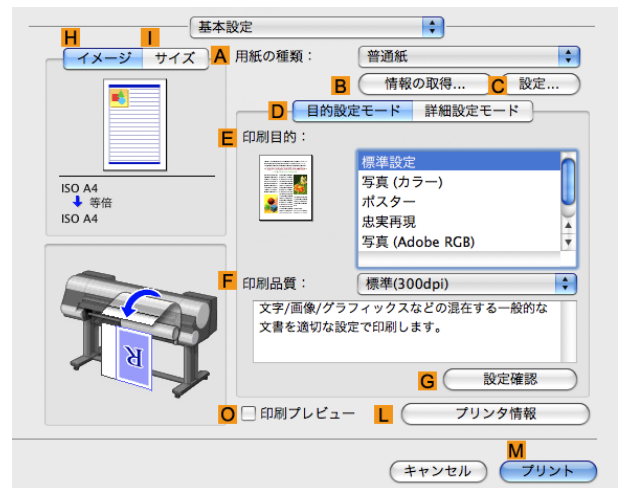 基本設定
H I
イメージ サイズ
A 用紙の種類： 普通紙
B 情報の取得... C 設定...
D 目的設定モード 詳細設定モード
E 印刷目的：
標準設定
写真 (カラー)
ポスター
忠実再現
写真 (Adobe RGB)
ISO A4
等倍
ISO A4
F 印刷品質： 標準(300dpi)
文字/画像/グラフィックスなどの混在する一般的な
文書を適切な設定で印刷します。
R
G 設定確認
O 印刷プレビュー L プリンタ情報
M
キャンセル プリント